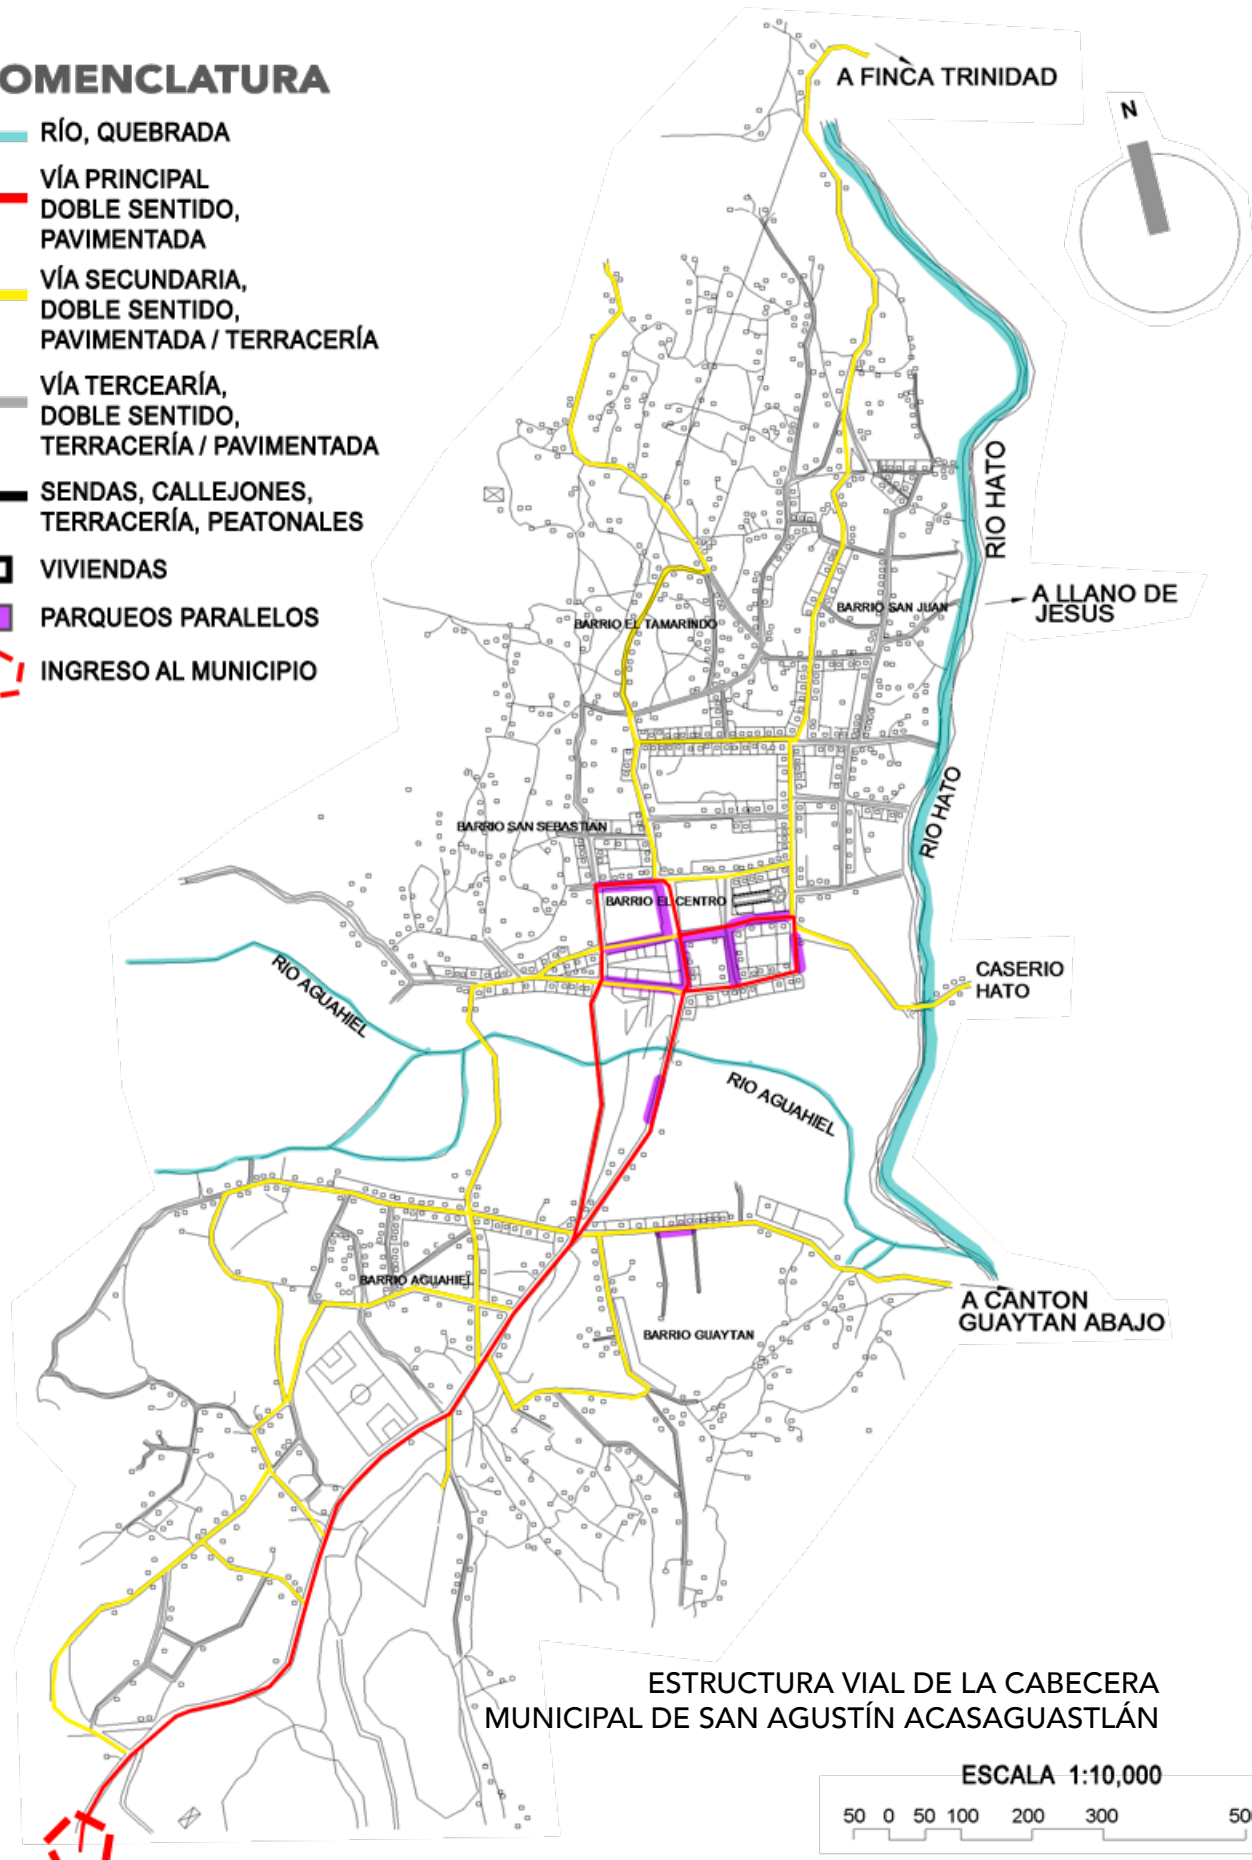 OMENCLATURA
RÍO, QUEBRADA
VÍA PRINCIPAL
DOBLE SENTIDO,
PAVIMENTADA
VÍA SECUNDARIA,
DOBLE SENTIDO,
PAVIMENTADA / TERRACERÍA
VÍA TERCEARÍA,
DOBLE SENTIDO,
TERRACERÍA / PAVIMENTADA
SENDAS, CALLEJONES,
TERRACERÍA, PEATONALES
VIVIENDAS
PARQUEOS PARALELOS
INGRESO AL MUNICIPIO
A FINCA TRINIDAD
N
RIO HATO
A LLANO DE
JESUS
BARRIO SAN JUAN
BARRIO EL TAMARINDO
RIO HATO
BARRIO SAN SEBASTIAN
BARRIO EL CENTRO
CASERIO
HATO
RIO AGUAHIEL
RIO AGUAHIEL
BARRIO AGUAHIEL
A CANTON
GUAYTAN ABAJO
BARRIO GUAYTAN
ESTRUCTURA VIAL DE LA CABECERA
MUNICIPAL DE SAN AGUSTÍN ACASAGUASTLÁN
ESCALA 1:10,000
50 0 50 100 200 300 50